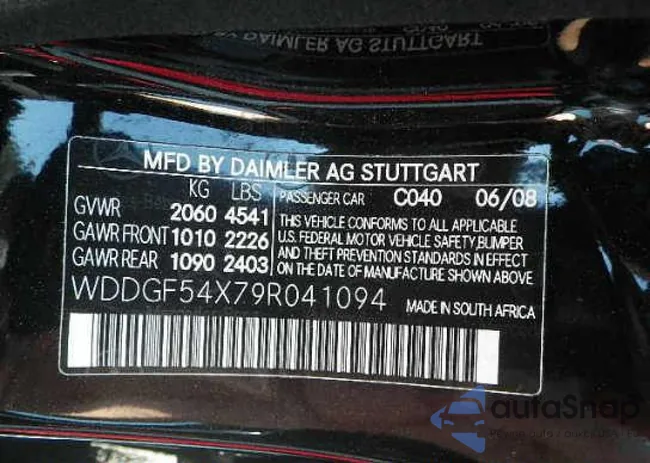 C040
BY DAIMLER AG STUTTGART
MFD BY DAIMLER AG STUTTGART
KG LBS PASSENGER CAR C040 06/08
GVWR 2060 4541
GAWR FRONT 1010 2226
GAWR REAR 1090 2403
THIS VEHICLE CONFORMS TO ALL APPLICABLE
U.S. FEDERAL MOTOR VEHICLE SAFETY,BUMPER
AND THEFT PREVENTION STANDARDS IN EFFECT
ON THE DATE OF MANUFACTURE SHOWN ABOVE.
WDDGF54X79R041094 MADE IN SOUTH AFRICA
autoSnap